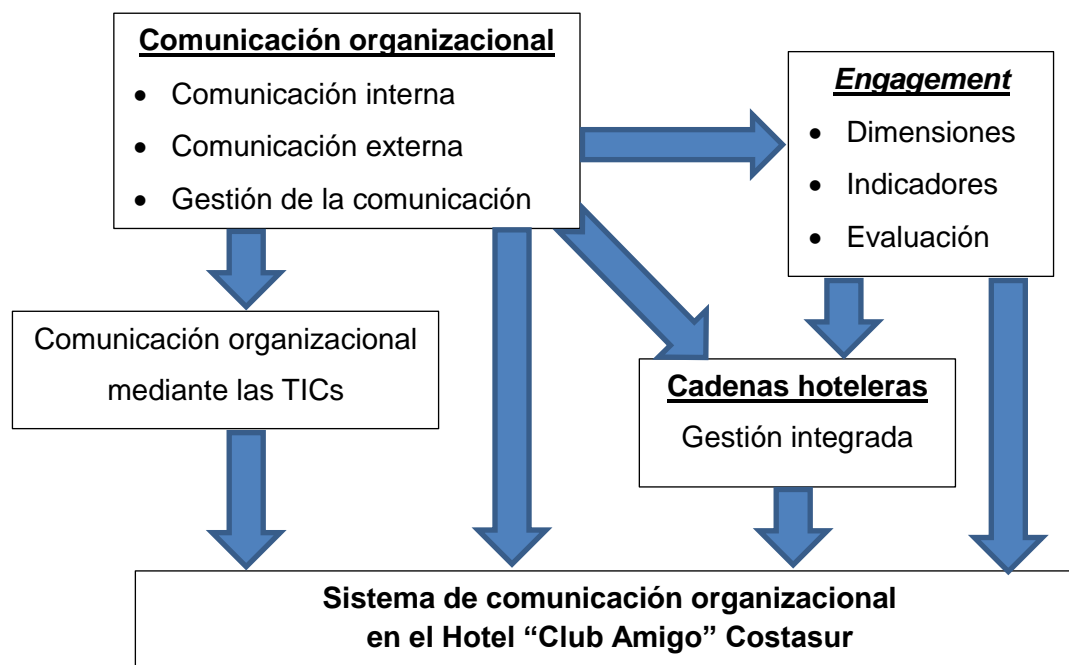 Comunicación organizacional
• Comunicación interna
• Comunicación externa
• Gestión de la comunicación
Engagement
• Dimensiones
• Indicadores
• Evaluación
Comunicación organizacional
mediante las TICs
Cadenas hoteleras
Gestión integrada
Sistema de comunicación organizacional
en el Hotel “Club Amigo” Costasur